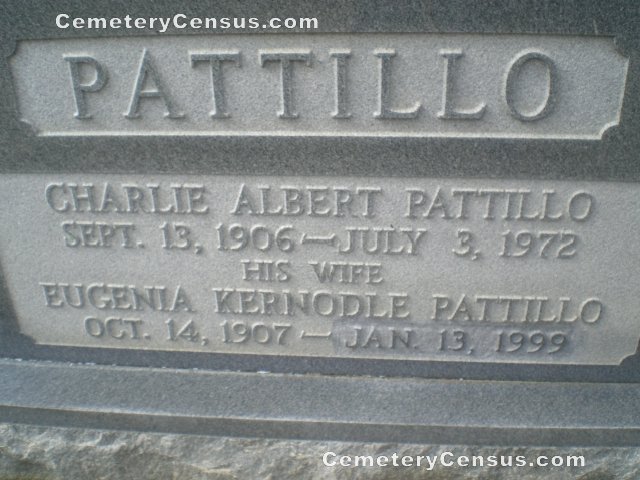 CemeteryCensus.com
PATTILLO
CHARLIE ALBERT PATTILLO
SEPT. 13, 1906 — JULY 3, 1972
HIS WIFE
EUGENIA KERNODLE PATTILLO
OCT. 14, 1907 — JAN. 13, 1999
CemeteryCensus.com